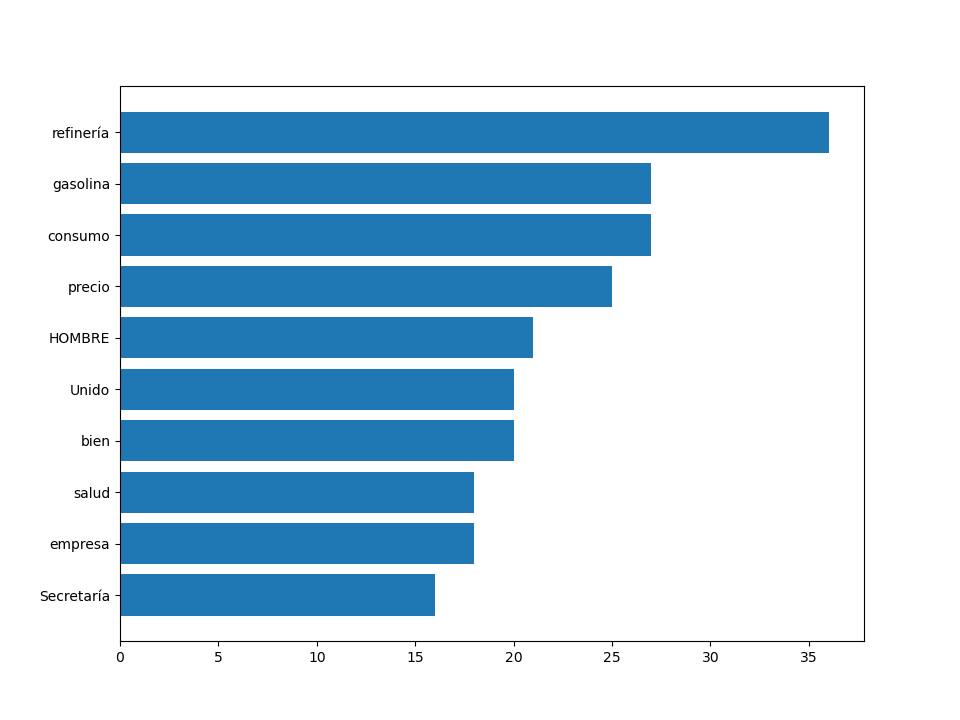 refinería
gasolina
consumo
precio
HOMBRE
Unido
bien
salud
empresa
Secretaría
0 5 10 15 20 25 30 35